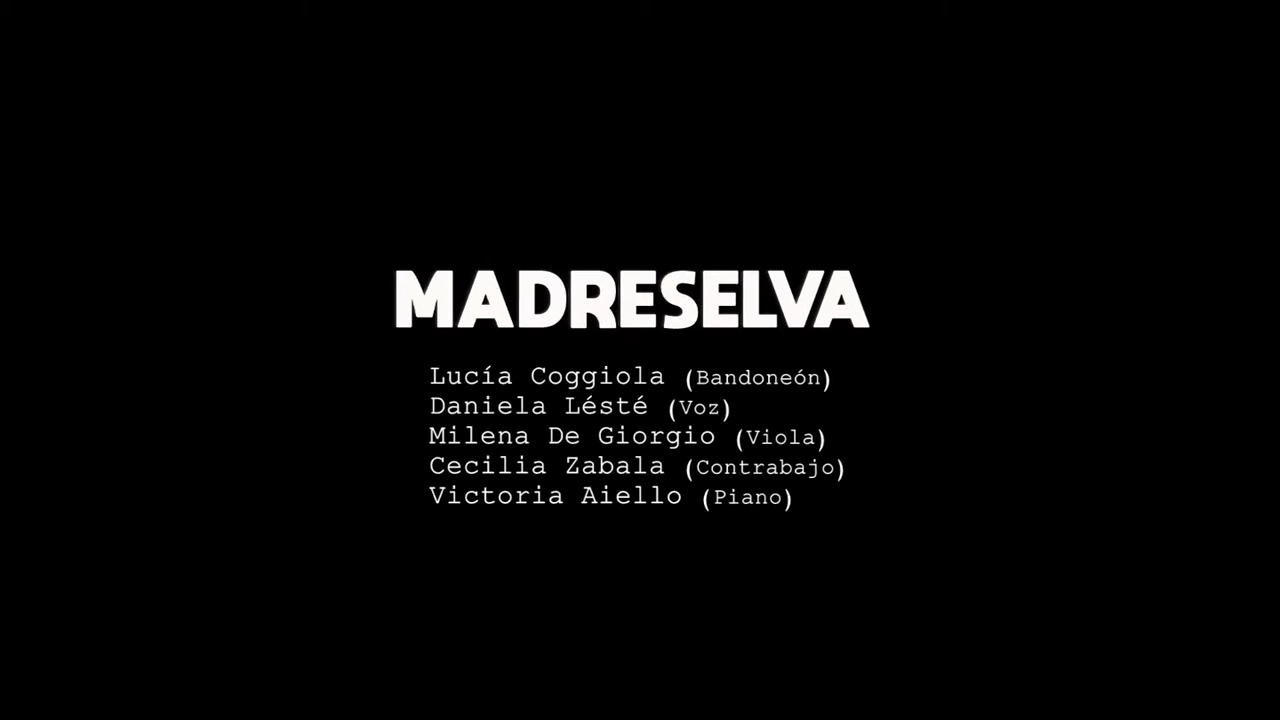 MADRESELVA
Lucía Coggiola (Bandoneón)
Daniela Lésté (Voz)
Milena De Giorgio (Viola)
Cecilia Zabala (Contrabajo)
Victoria Aiello (Piano)